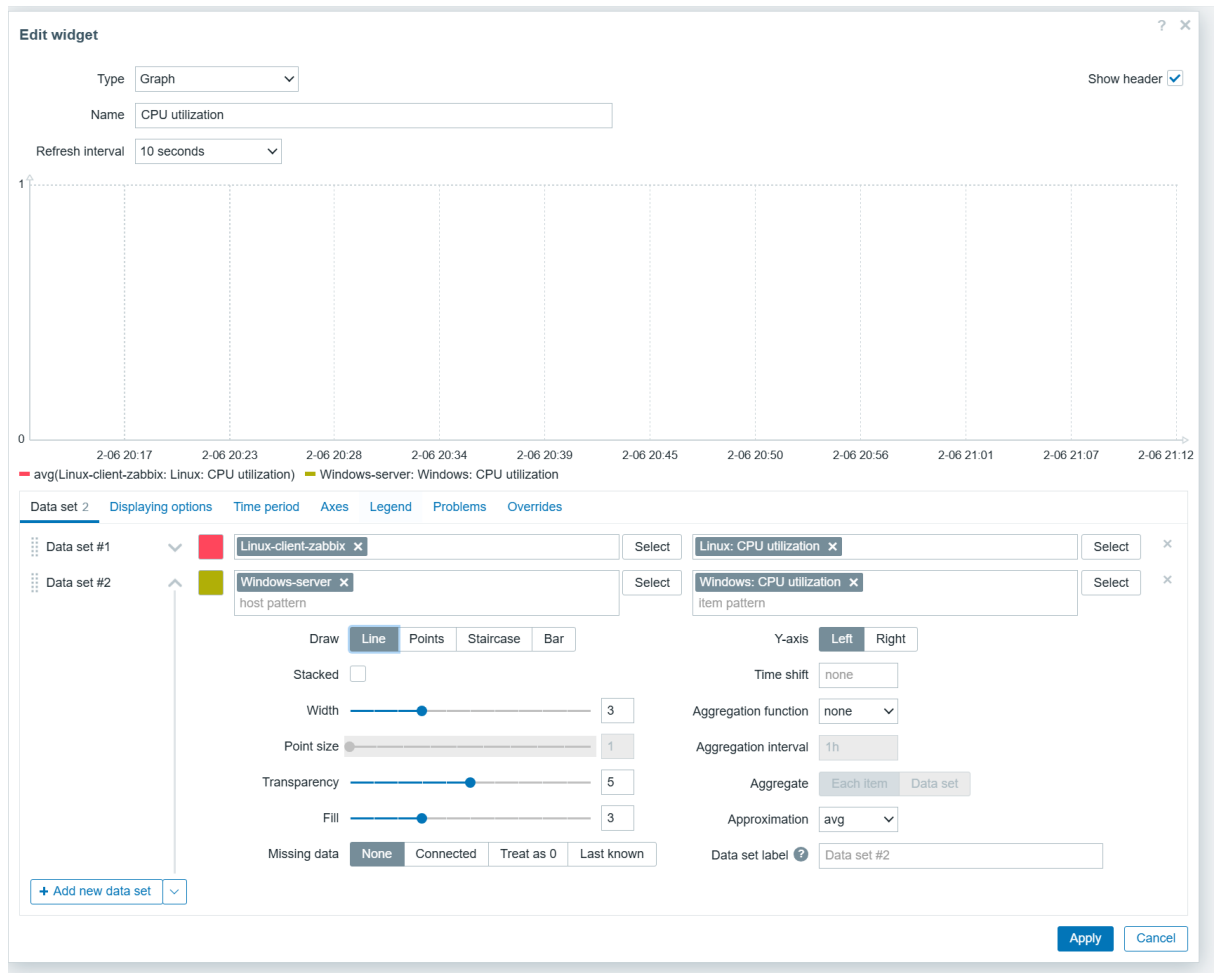 ? ×
Edit widget
Type Graph Show header
Name CPU utilization
Refresh interval 10 seconds
1
0
2-06 20:17 2-06 20:23 2-06 20:28 2-06 20:34 2-06 20:39 2-06 20:45 2-06 20:50 2-06 20:56 2-06 21:01 2-06 21:07 2-06 21:12
avg(Linux-client-zabbix: Linux: CPU utilization) Windows-server: Windows: CPU utilization
Data set 2 Displaying options Time period Axes Legend Problems Overrides
Data set #1 Linux-client-zabbix × Select Linux: CPU utilization × Select ×
Data set #2 Windows-server × Select Windows: CPU utilization × Select ×
host pattern item pattern
Draw Line Points Staircase Bar Y-axis Left Right
Stacked Time shift none
Width 3 Aggregation function none
Point size 1 Aggregation interval 1h
Transparency 5 Aggregate Each item Data set
Fill 3 Approximation avg
Missing data None Connected Treat as 0 Last known Data set label ? Data set #2
+ Add new data set
Apply Cancel